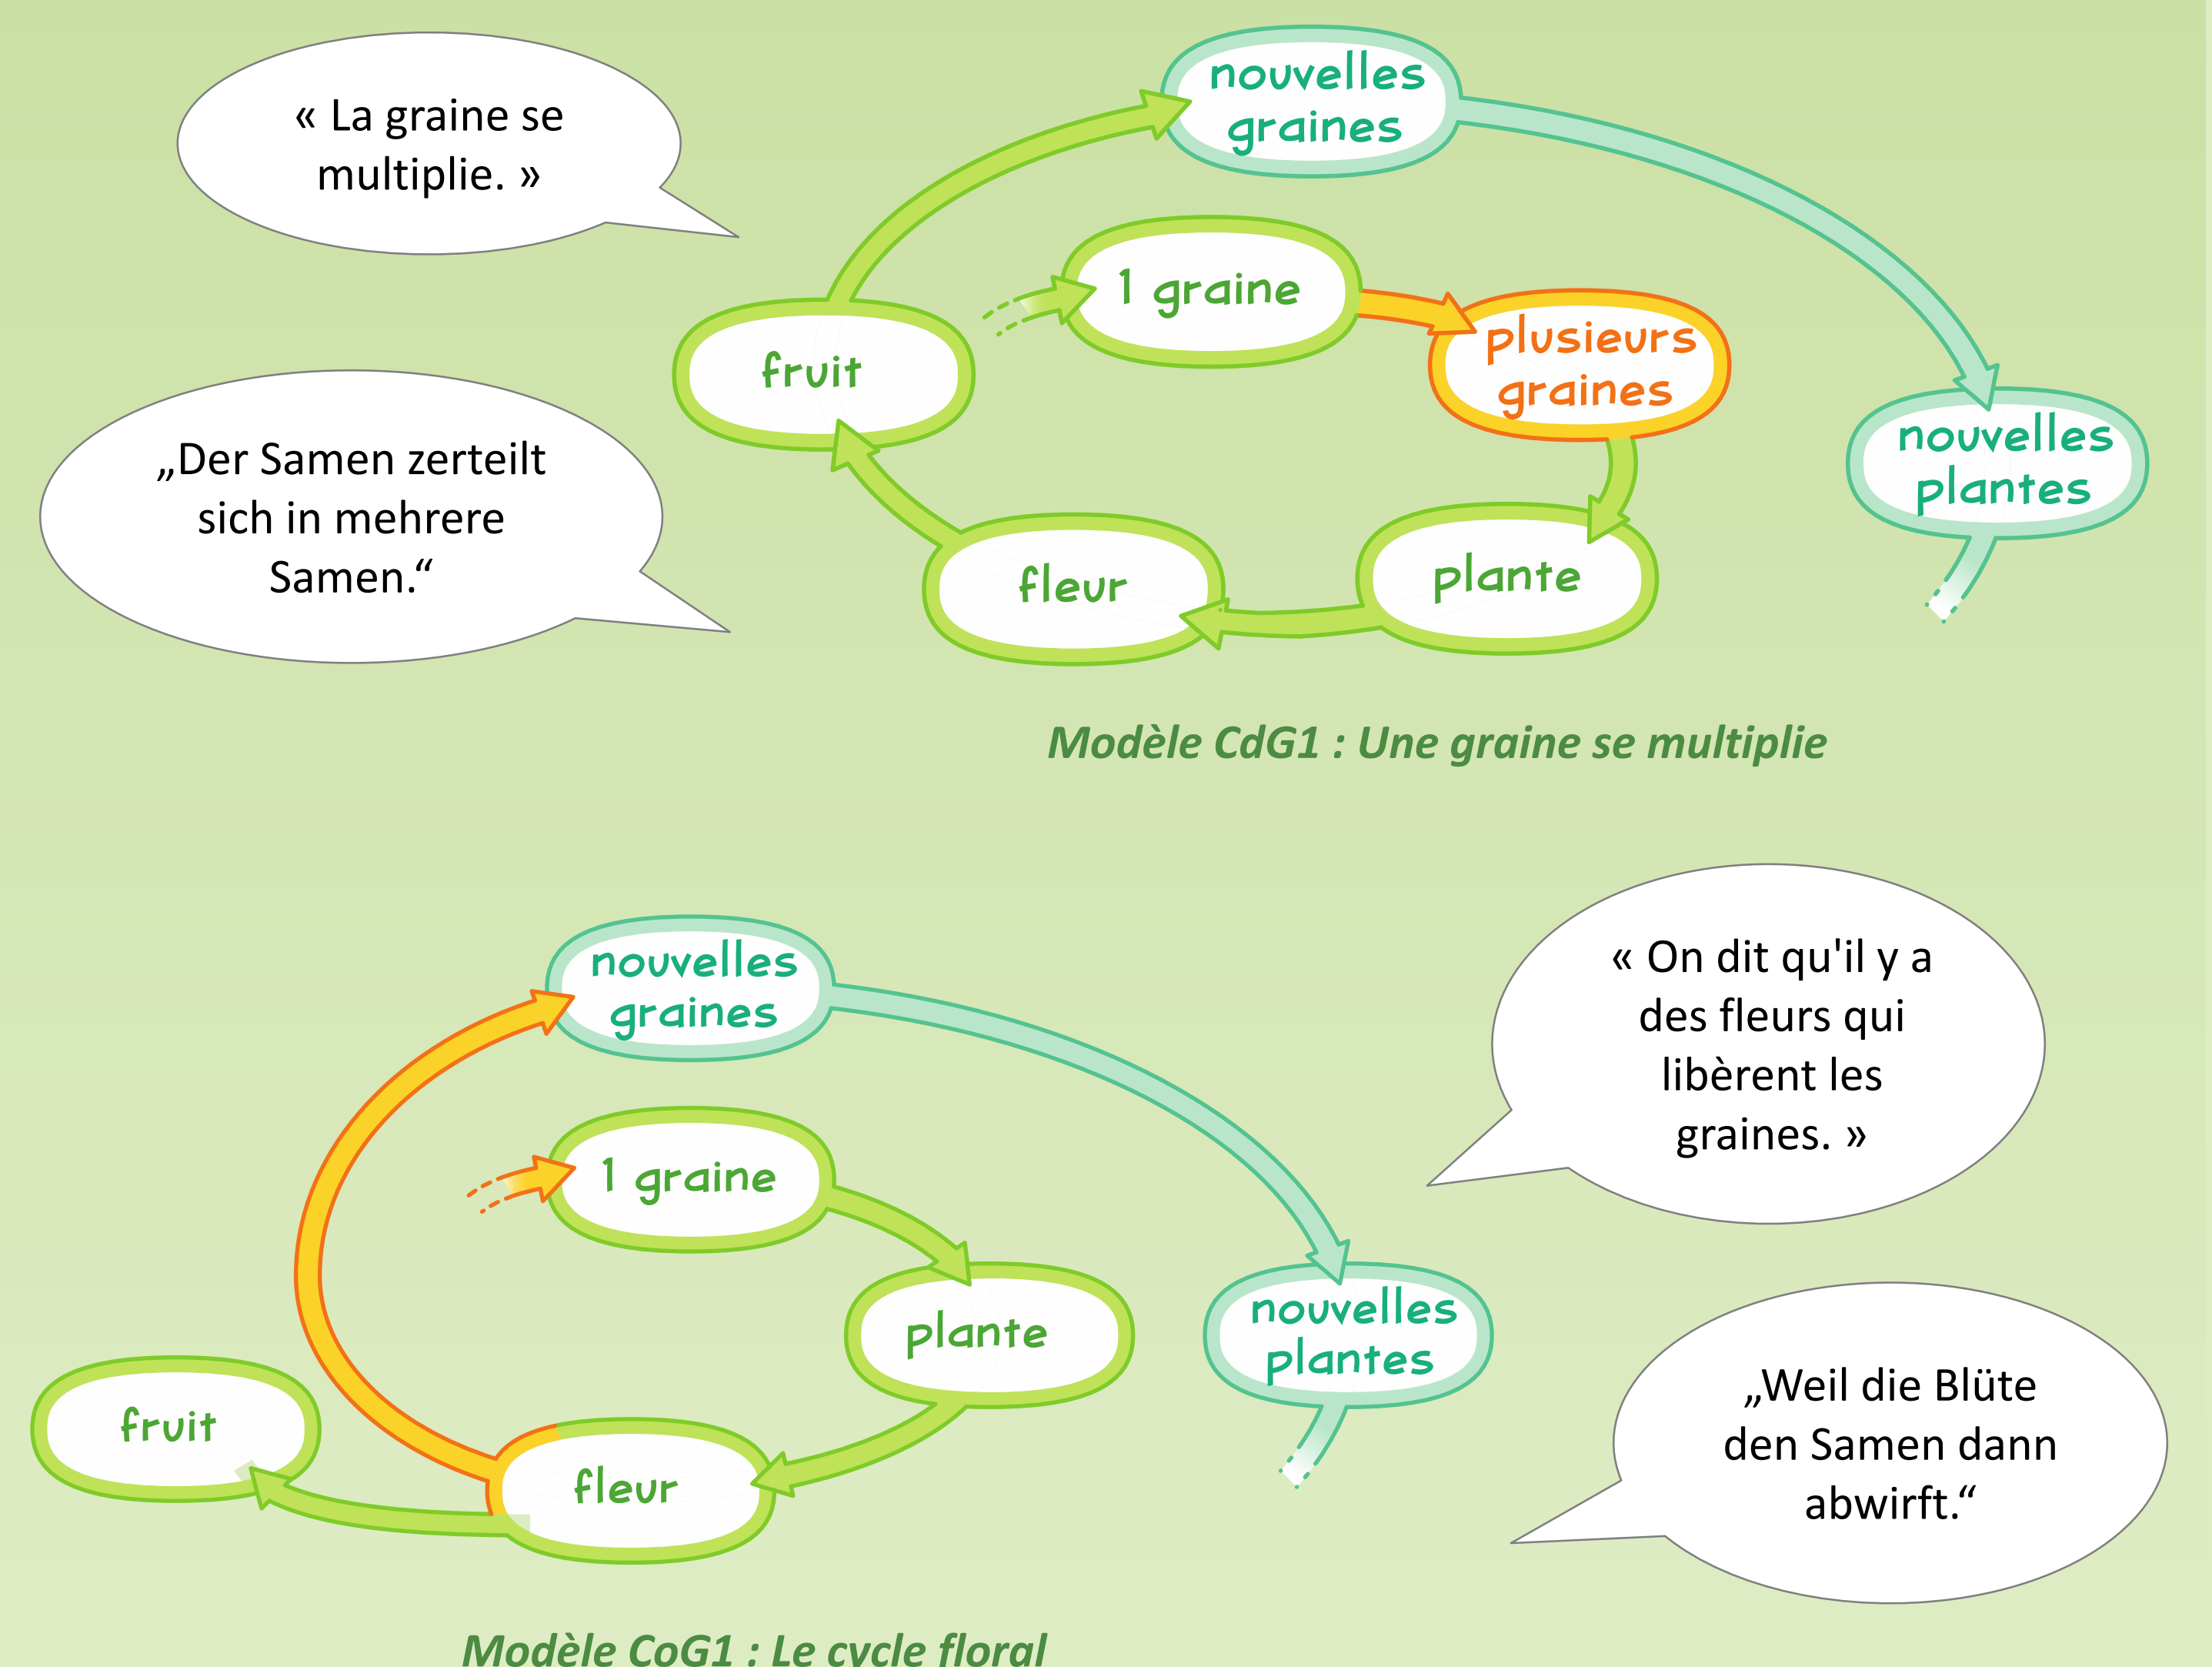 « La graine se
multiplie. »
nouvelles
graines
1 graine
plusieurs
graines
fruit
nouvelles
plantes
„Der Samen zerteilt
sich in mehrere
Samen.“
fleur
plante
Modèle CdG1 : Une graine se multiplie
nouvelles
graines
1 graine
plante
nouvelles
plantes
fruit
fleur
« On dit qu'il y a
des fleurs qui
libèrent les
graines. »
„Weil die Blüte
den Samen dann
abwirft.“
Modèle CoG1 : Le cycle floral